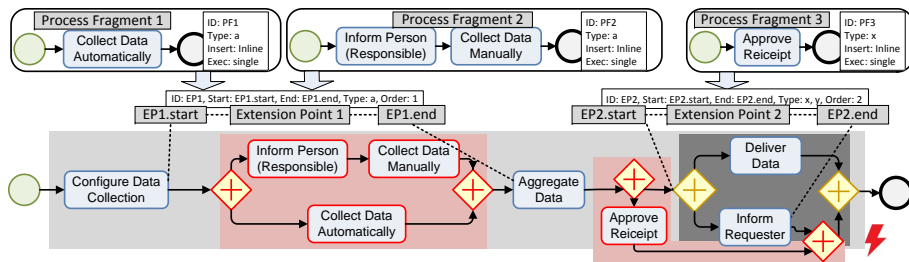 Process Fragment 1
ID: PF1
Type: a
Insert: Inline
Exec: single
Collect Data
Automatically
Process Fragment 2
ID: PF2
Type: a
Insert: Inline
Exec: single
Inform Person
(Responsible)
Collect Data
Manually
Process Fragment 3
ID: PF3
Type: x
Insert: Inline
Exec: single
Approve
Reiceipt
ID: EP1, Start: EP1.start, End: EP1.end, Type: a, Order: 1
EP1.start
Extension Point 1
EP1.end
ID: EP2, Start: EP2.start, End: EP2.end, Type: x, y, Order: 2
EP2.start
Extension Point 2
EP2.end
Configure Data
Collection
Inform Person
(Responsible)
Collect Data
Manually
Collect Data
Automatically
Aggregate
Data
Approve
Reiceipt
Deliver
Data
Inform
Requester